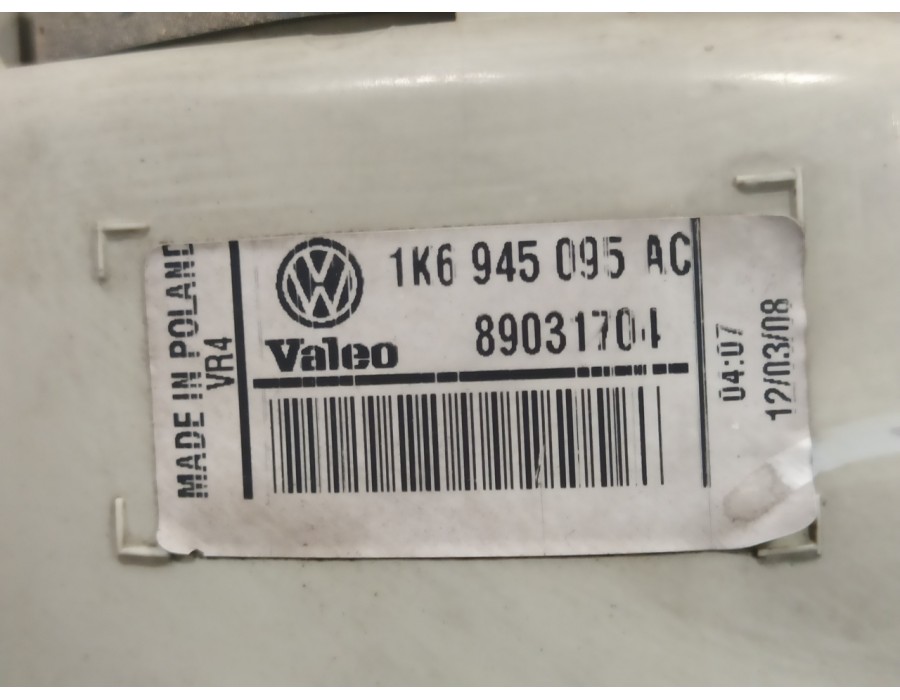 MADE IN POLAND
VR4
1K6 945 095 AC
89031704
Valeo
04:07
12/03/08